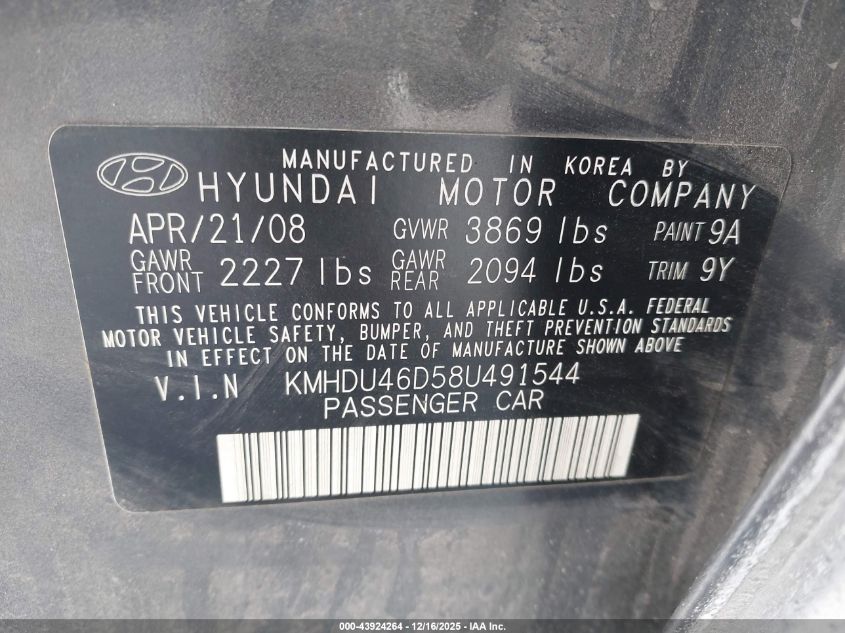 MANUFACTURED IN KOREA BY
HYUNDAI MOTOR COMPANY
APR/21/08 GVWR 3869 lbs PAINT 9A
GAWR FRONT 2227 lbs GAWR REAR 2094 lbs TRIM 9Y
THIS VEHICLE CONFORMS TO ALL APPLICABLE U.S.A. FEDERAL
MOTOR VEHICLE SAFETY, BUMPER, AND THEFT PREVENTION STANDARDS
IN EFFECT ON THE DATE OF MANUFACTURE SHOWN ABOVE
V.I.N KMHDU46D58U491544
PASSENGER CAR
000-43924264 - 12/16/2025 - IAA Inc.